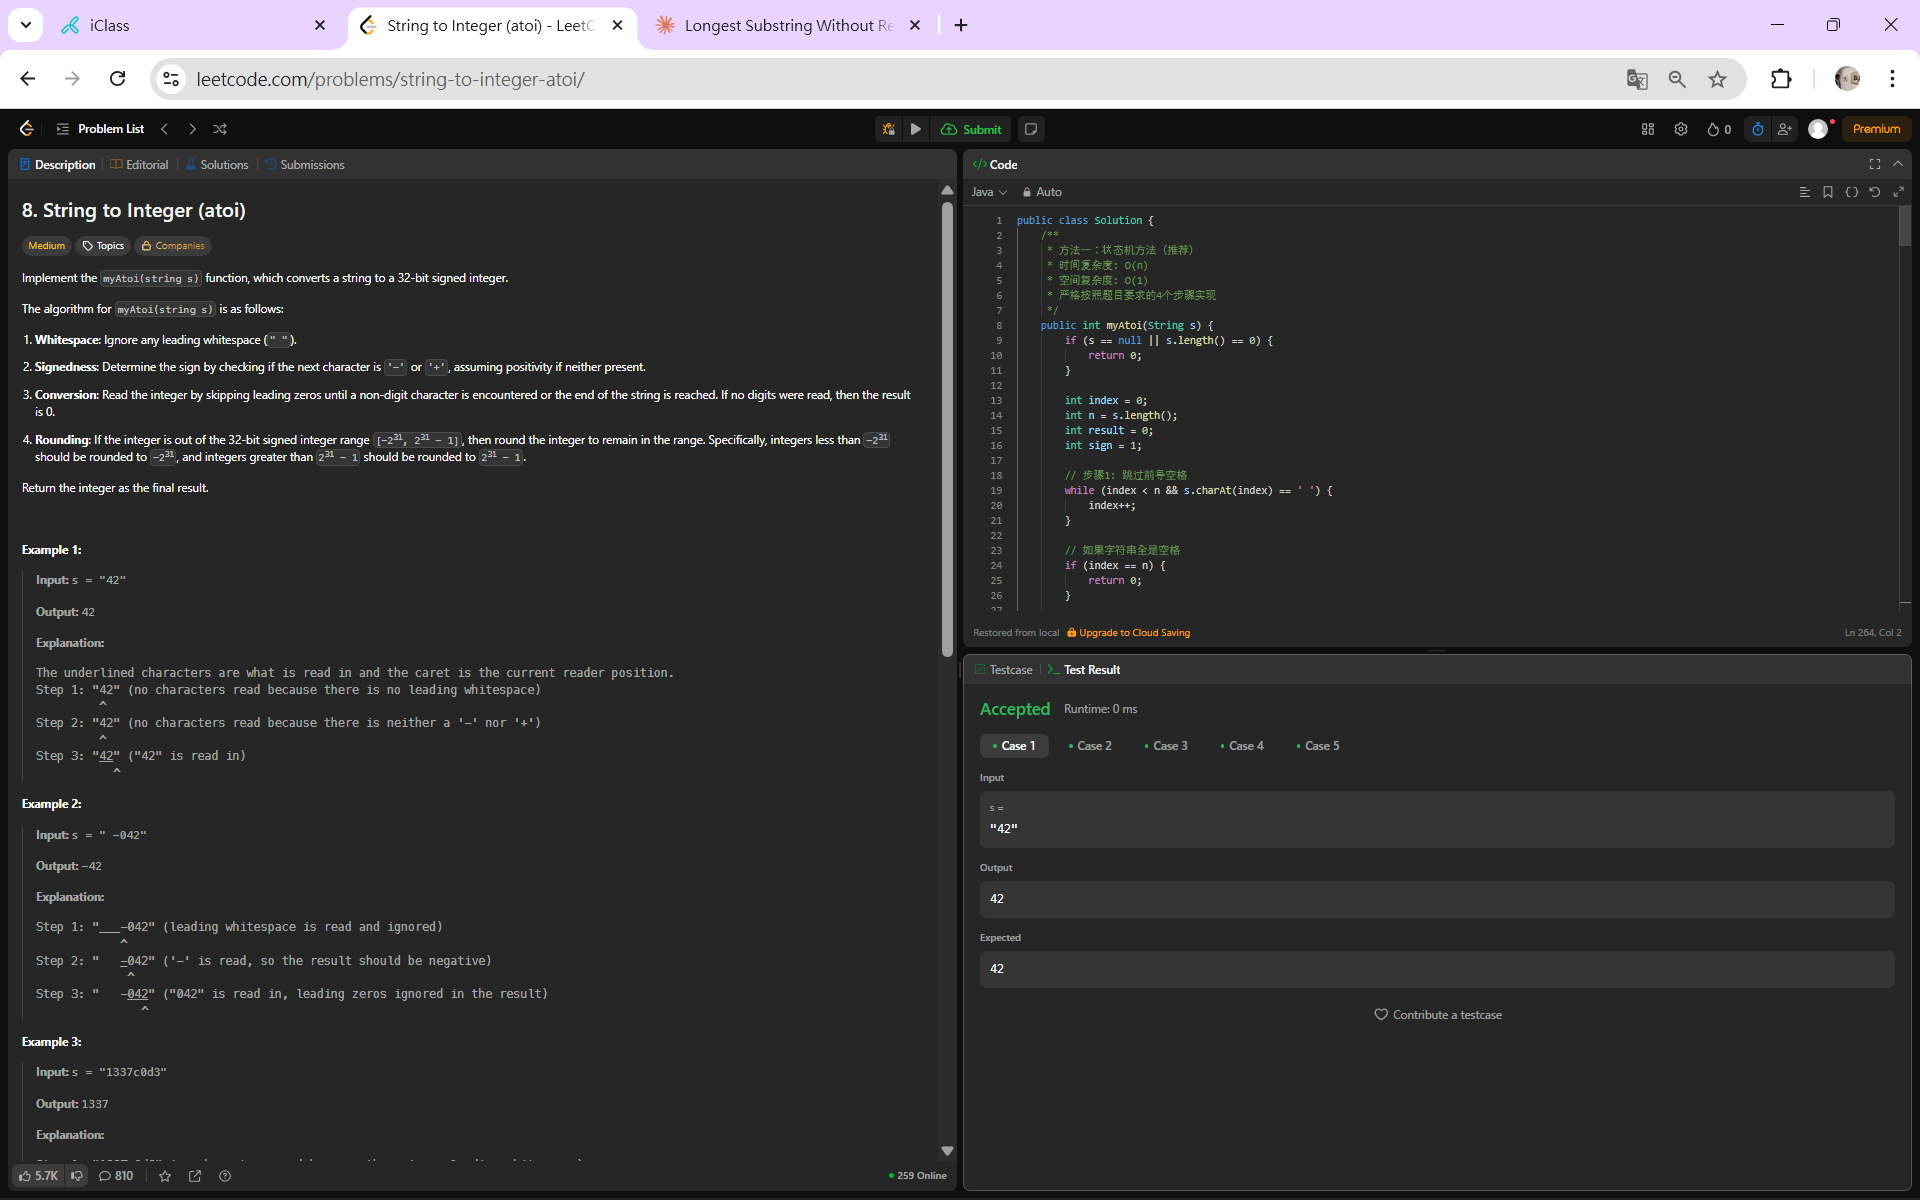 iClass
String to Integer (atoi) - LeetC
Longest Substring Without Re
leetcode.com/problems/string-to-integer-atoi/
Problem List
Submit
0
Premium
Description
Editorial
Solutions
Submissions
8. String to Integer (atoi)
Medium
Topics
Companies
Implement the myAtoi(string s) function, which converts a string to a 32-bit signed integer.
The algorithm for myAtoi(string s) is as follows:
1. Whitespace: Ignore any leading whitespace (" ").
2. Signedness: Determine the sign by checking if the next character is '-' or '+', assuming positivity if neither present.
3. Conversion: Read the integer by skipping leading zeros until a non-digit character is encountered or the end of the string is reached. If no digits were read, then the result
is 0.
4. Rounding: If the integer is out of the 32-bit signed integer range [-2³¹, 2³¹ - 1], then round the integer to remain in the range. Specifically, integers less than -2³¹
should be rounded to -2³¹, and integers greater than 2³¹ - 1 should be rounded to 2³¹ - 1.
Return the integer as the final result.
Example 1:
Input: s = "42"
Output: 42
Explanation:
The underlined characters are what is read in and the caret is the current reader position.
Step 1: "42" (no characters read because there is no leading whitespace)
^
Step 2: "42" (no characters read because there is neither a '-' nor '+')
^
Step 3: "42" ("42" is read in)
^
Example 2:
Input: s = " -042"
Output: -42
Explanation:
Step 1: "___-042" (leading whitespace is read and ignored)
^
Step 2: "   -042" ('-' is read, so the result should be negative)
^
Step 3: "   -042" ("042" is read in, leading zeros ignored in the result)
^
Example 3:
Input: s = "1337c0d3"
Output: 1337
Explanation:
5.7K
810
259 Online
</> Code
Java
Auto
1 public class Solution {
2 /**
3 * 方法一：状态机方法（推荐）
4 * 时间复杂度: O(n)
5 * 空间复杂度: O(1)
6 * 严格按照题目要求的4个步骤实现
7 */
8 public int myAtoi(String s) {
9 if (s == null || s.length() == 0) {
10 return 0;
11 }
12
13 int index = 0;
14 int n = s.length();
15 int result = 0;
16 int sign = 1;
17
18 // 步骤1: 跳过前导空格
19 while (index < n && s.charAt(index) == ' ') {
20 index++;
21 }
22
23 // 如果字符串全是空格
24 if (index == n) {
25 return 0;
26 }
27
Restored from local
Upgrade to Cloud Saving
Ln 264, Col 2
Testcase
>_ Test Result
Accepted
Runtime: 0 ms
Case 1
Case 2
Case 3
Case 4
Case 5
Input
s =
"42"
Output
42
Expected
42
Contribute a testcase